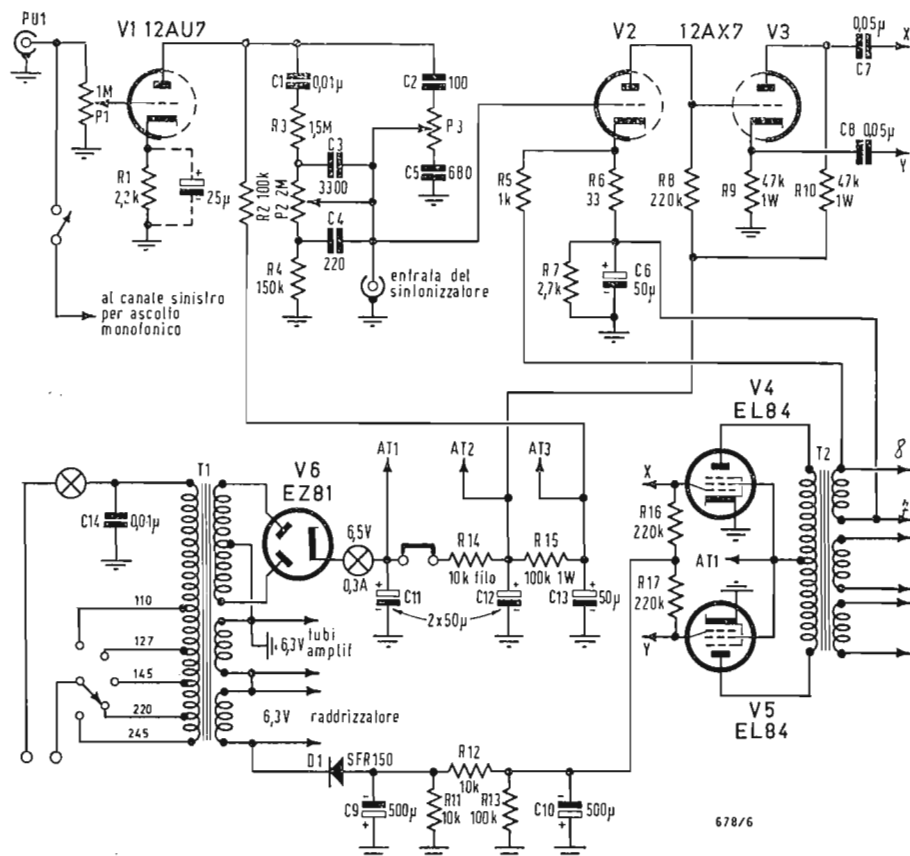 PU1
V1 12AU7
1M
P1
R1
2,2k
25µ
+
al canale sinistro
per ascolto
monofonico
R2 100k
C1
0,01µ
R3
1,5M
C3
3300
P2 2M
C4
220
R4
150k
C2
100
P3
C5
680
entrata del
sintonizzatore
V2
12AX7
V3
R5
1k
R6
33
R7
2,7k
C6
50µ
+
-
R8
220k
R9
47k
1W
R10
47k
1W
0,05µ
C7
X
C8
0,05µ
Y
C14
0,01µ
T1
110
127
145
220
245
V6
EZ81
6,5V
0,3A
6,3V
tubi
amplif
6,3V raddrizzatore
AT1
AT2
AT3
R14
10k filo
R15
100k 1W
+
-
C11
2x50µ
+
-
C12
+
-
C13
50µ
D1
SFR150
C9
-
+
500µ
R11
10k
R12
10k
R13
100k
C10
-
+
500µ
V4
EL84
X
R16
220k
AT1
R17
220k
Y
V5
EL84
T2
8
678/6